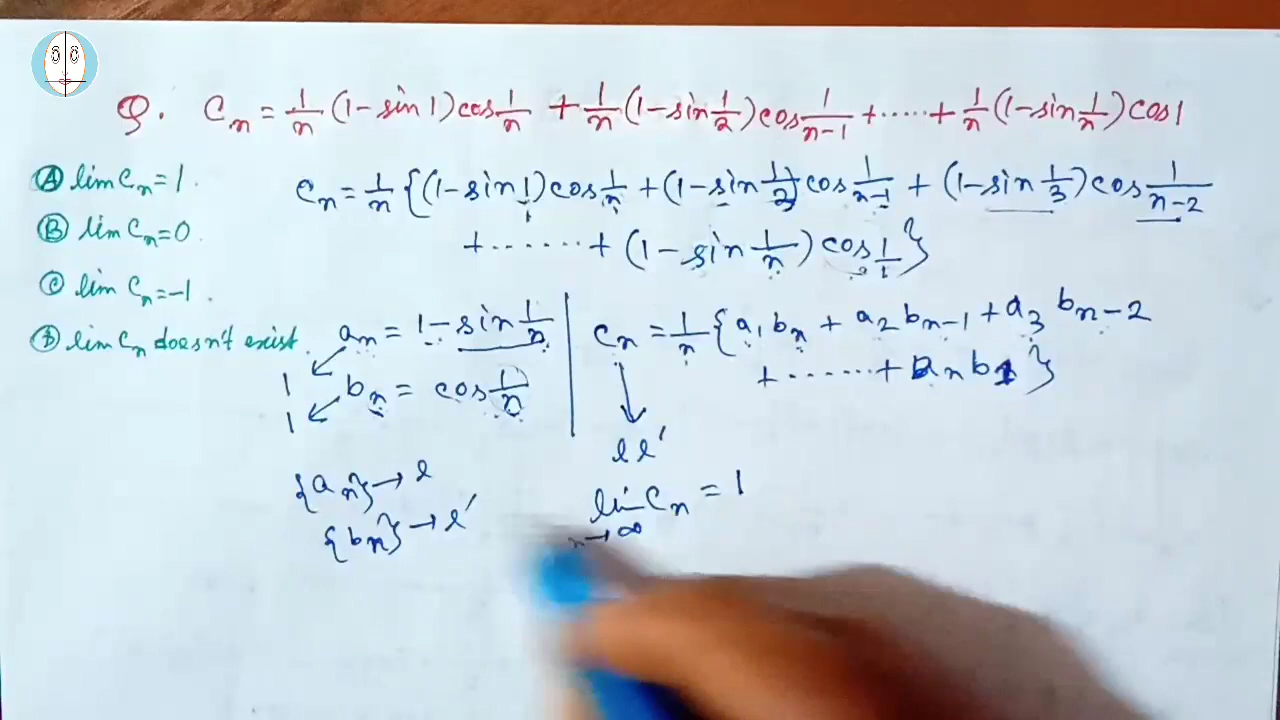 Q. Cn = 1/n (1 - sin 1) cos 1/n + 1/n (1 - sin 1/2) cos 1/n-1 + ...... + 1/n (1 - sin 1/n) cos 1
(A) lim Cn = 1.
Cn = 1/n {(1 - sin 1/1) cos 1/n + (1 - sin 1/2) cos 1/n-1 + (1 - sin 1/3) cos 1/n-2
+ ....... + (1 - sin 1/n) cos 1/1}
(B) lim Cn = 0.
(C) lim Cn = -1.
(D) lim Cn doesn't exist.
an = 1 - sin 1/n
1
bn = cos 1/n
1
{an} → l
{bn} → l'
Cn = 1/n {a1 bn + a2 bn-1 + a3 bn-2
+ ....... + an b1}
l l'
lim Cn = 1
n → ∞